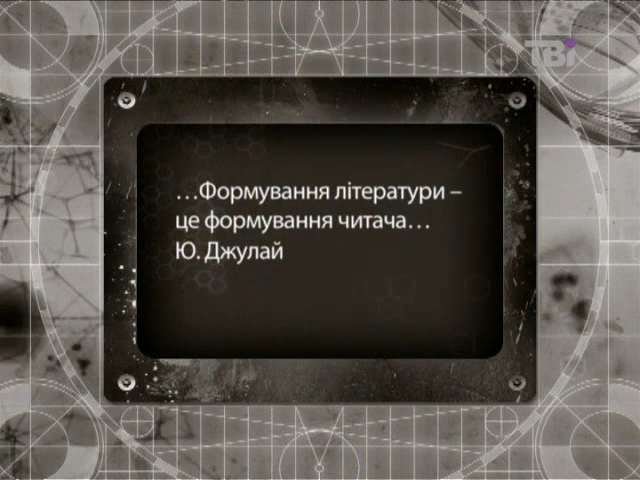 ТВі
…Формування літератури –
це формування читача…
Ю. Джулай